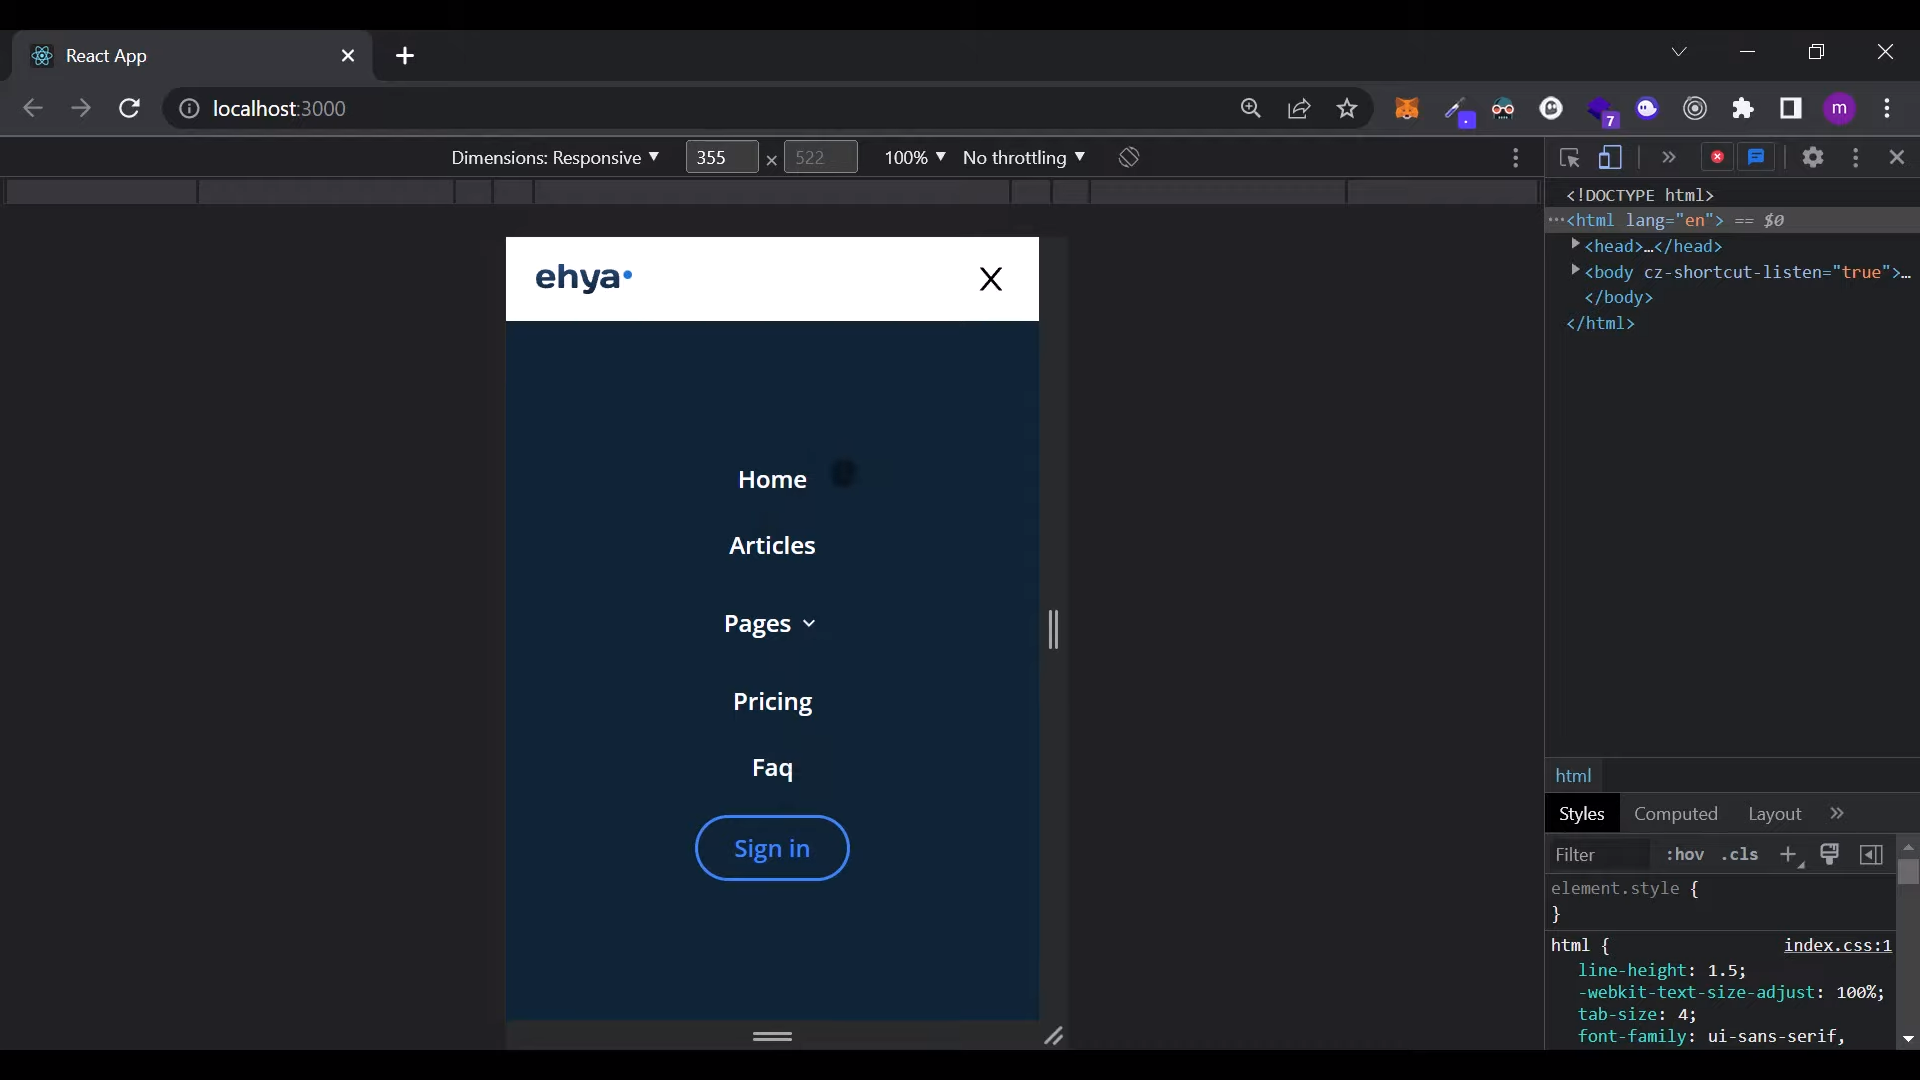 React App
localhost:3000
7
m
Dimensions: Responsive 355 × 522 100% No throttling
<!DOCTYPE html>
<html lang="en"> == $0
<head>…</head>
<body cz-shortcut-listen="true">…
</body>
</html>
ehya
X
Home
Articles
Pages
Pricing
Faq
Sign in
html
Styles Computed Layout »
Filter :hov .cls +
element.style {
}
html { index.css:1
line-height: 1.5;
-webkit-text-size-adjust: 100%;
tab-size: 4;
font-family: ui-sans-serif,